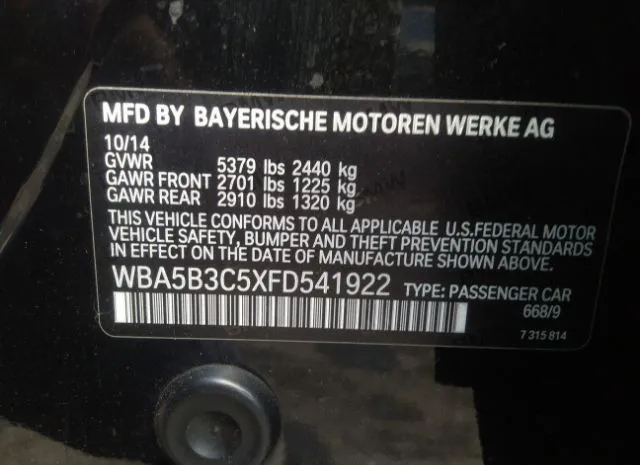 MFD BY BAYERISCHE MOTOREN WERKE AG
10/14
GVWR 5379 lbs 2440 kg
GAWR FRONT 2701 lbs 1225 kg
GAWR REAR 2910 lbs 1320 kg
THIS VEHICLE CONFORMS TO ALL APPLICABLE U.S.FEDERAL MOTOR
VEHICLE SAFETY, BUMPER AND THEFT PREVENTION STANDARDS
IN EFFECT ON THE DATE OF MANUFACTURE SHOWN ABOVE.
WBA5B3C5XFD541922 TYPE: PASSENGER CAR
668/9
7 315 814